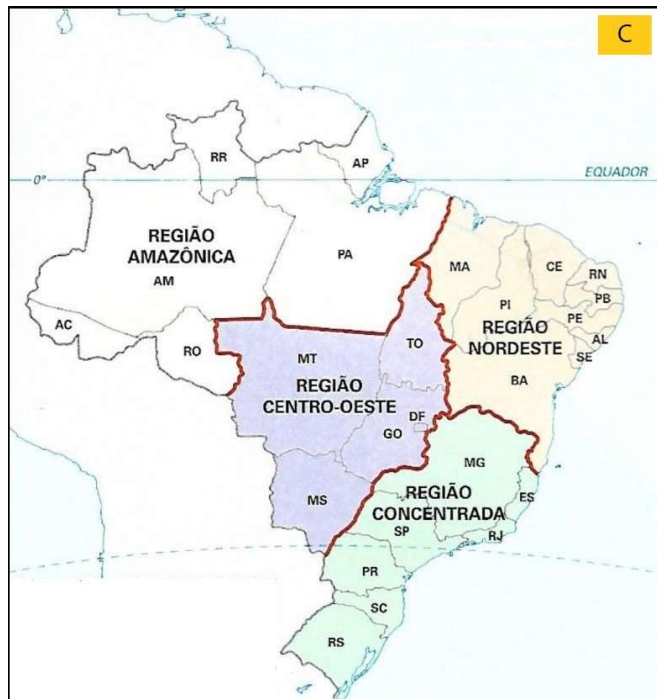 C
RR
AP
0°
EQUADOR
REGIÃO
AMAZÔNICA
AM
PA
MA
CE
RN
PB
PI
PE
AL
SE
REGIÃO
NORDESTE
BA
AC
RO
MT
TO
REGIÃO
CENTRO-OESTE
DF
GO
MS
MG
ES
REGIÃO
CONCENTRADA
SP
RJ
PR
SC
RS